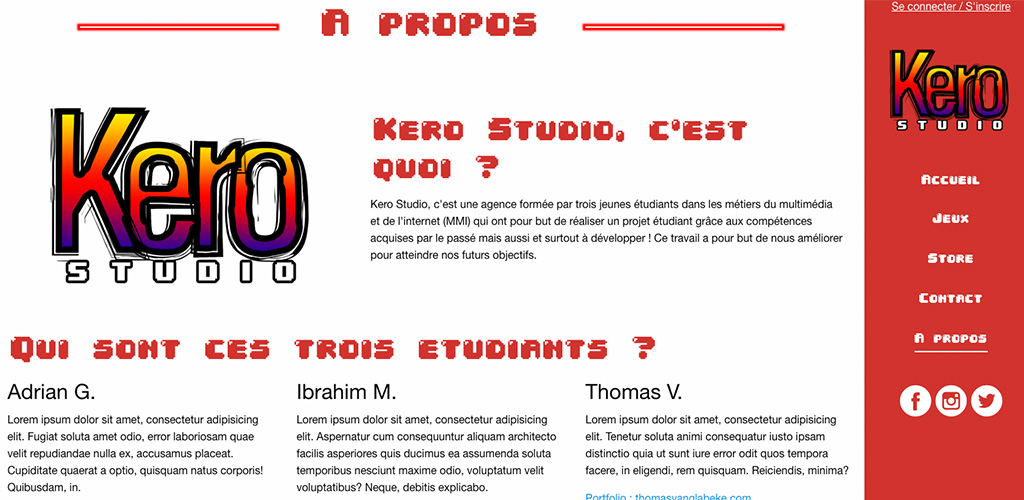 A propos
Kero
STUDIO
Kero Studio, c'est
quoi ?
Kero Studio, c'est une agence formée par trois jeunes étudiants dans les métiers du multimédia
et de l'internet (MMI) qui ont pour but de réaliser un projet étudiant grâce aux compétences
acquises par le passé mais aussi et surtout à développer ! Ce travail a pour but de nous améliorer
pour atteindre nos futurs objectifs.
Qui sont ces trois etudiants ?
Adrian G.
Lorem ipsum dolor sit amet, consectetur adipisicing
elit. Fugiat soluta amet odio, error laboriosam quae
velit repudiandae nulla ex, accusamus placeat.
Cupiditate quaerat a optio, quisquam natus corporis!
Quibusdam, in.
Ibrahim M.
Lorem ipsum dolor sit amet, consectetur adipisicing
elit. Aspernatur cum consequuntur aliquam architecto
facilis asperiores quis ducimus ea assumenda soluta
temporibus nesciunt maxime odio, voluptatum velit
voluptatibus? Neque, debitis explicabo.
Thomas V.
Lorem ipsum dolor sit amet, consectetur adipisicing
elit. Tenetur soluta animi consequatur iusto ipsam
distinctio quia ut sunt iure error odit quos tempora
facere, in eligendi, rem quisquam. Reiciendis, minima?
Portfolio : thomasvanglabeke.com
Se connecter / S'inscrire
Kero
STUDIO
Accueil
Jeux
Store
Contact
A propos